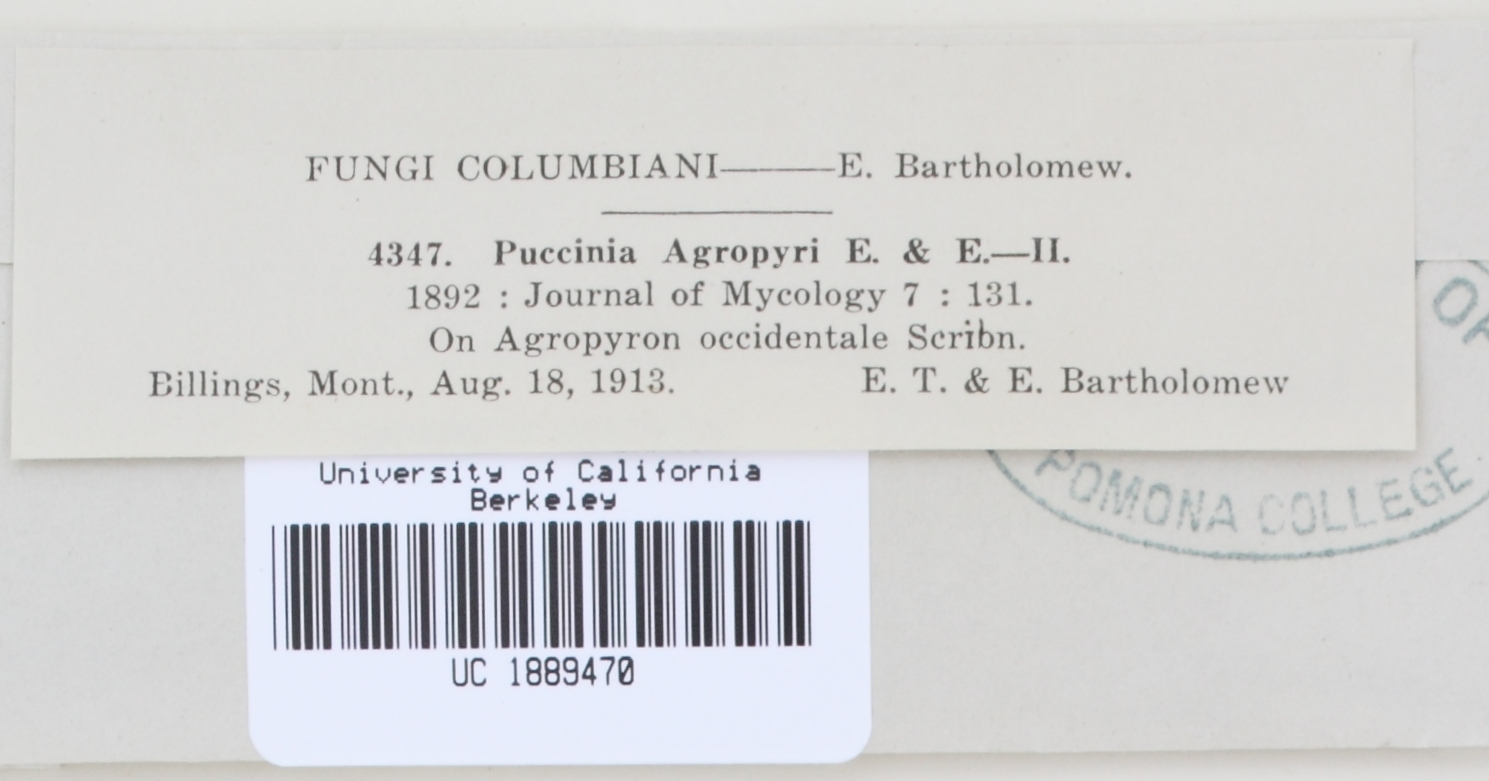 FUNGI COLUMBIANI———E. Bartholomew.
4347. Puccinia Agropyri E. & E.—II.
1892 : Journal of Mycology 7 : 131.
On Agropyron occidentale Scribn.
Billings, Mont., Aug. 18, 1913. E. T. & E. Bartholomew
University of California
Berkeley
UC 1889470
POMONA COLLEGE